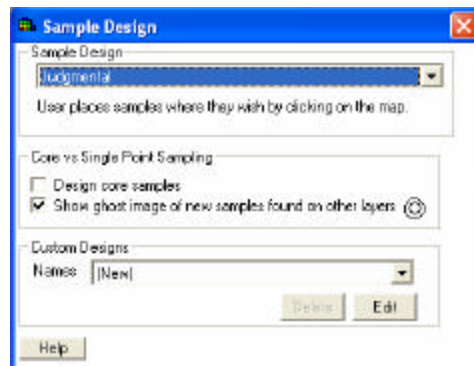 Sample Design
Sample Design
Judgmental
User places samples where they wish by clicking on the map.
Core vs Single Point Sampling
Design core samples
Show ghost image of new samples found on other layers
Custom Designs
Names [New]
Delete Edit
Help